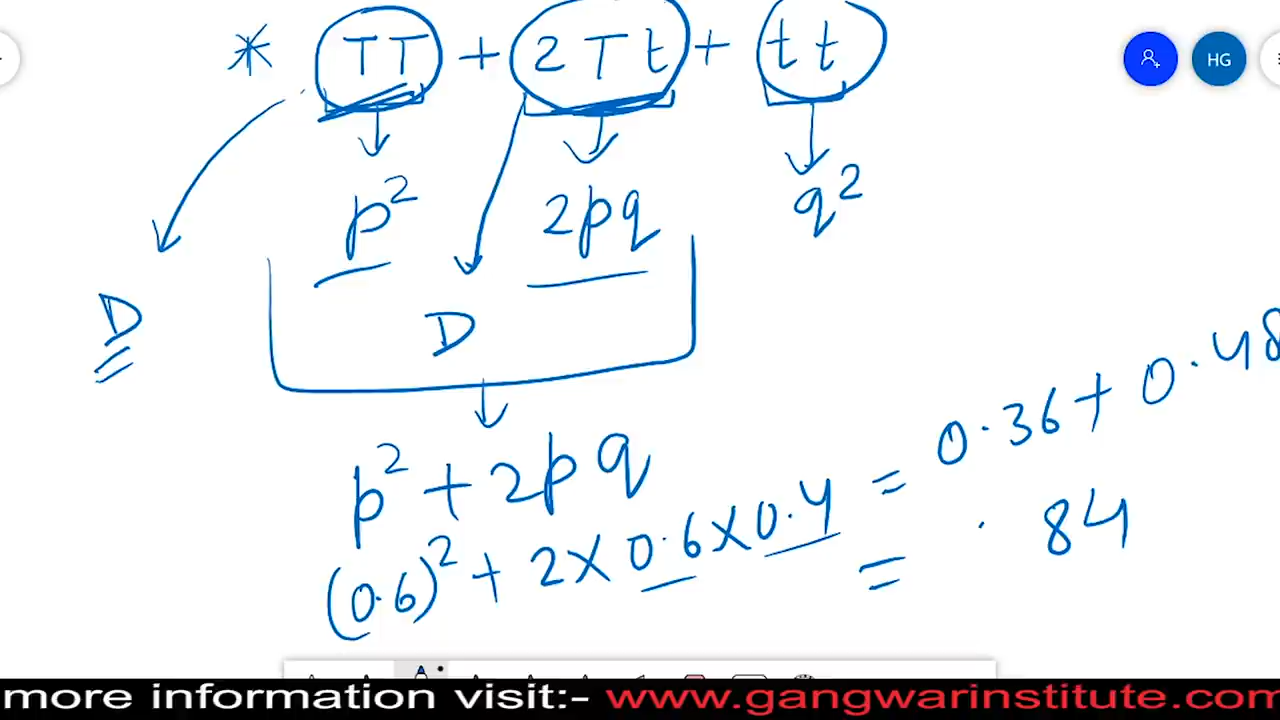 * TT + 2Tt + tt
HG
p² 2pq q²
D
D
p² + 2pq
(0.6)² + 2×0.6×0.4 = 0.36 + 0.48
= .84
more information visit:- www.gangwarinstitute.com